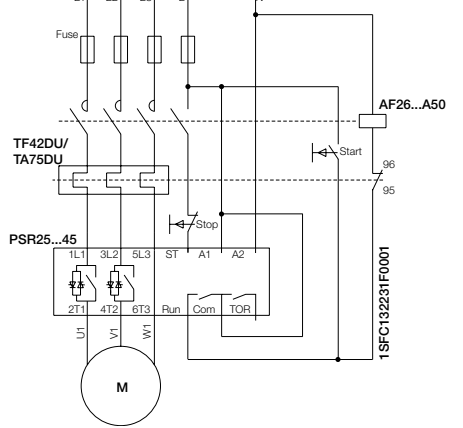 Fuse
AF26...A50
TF42DU/
TA75DU
Start
96
95
Stop
PSR25...45
1L1 3L2 5L3 ST A1 A2
2T1 4T2 6T3 Run Com TOR
U1 V1 W1
M
1SFC132231F0001